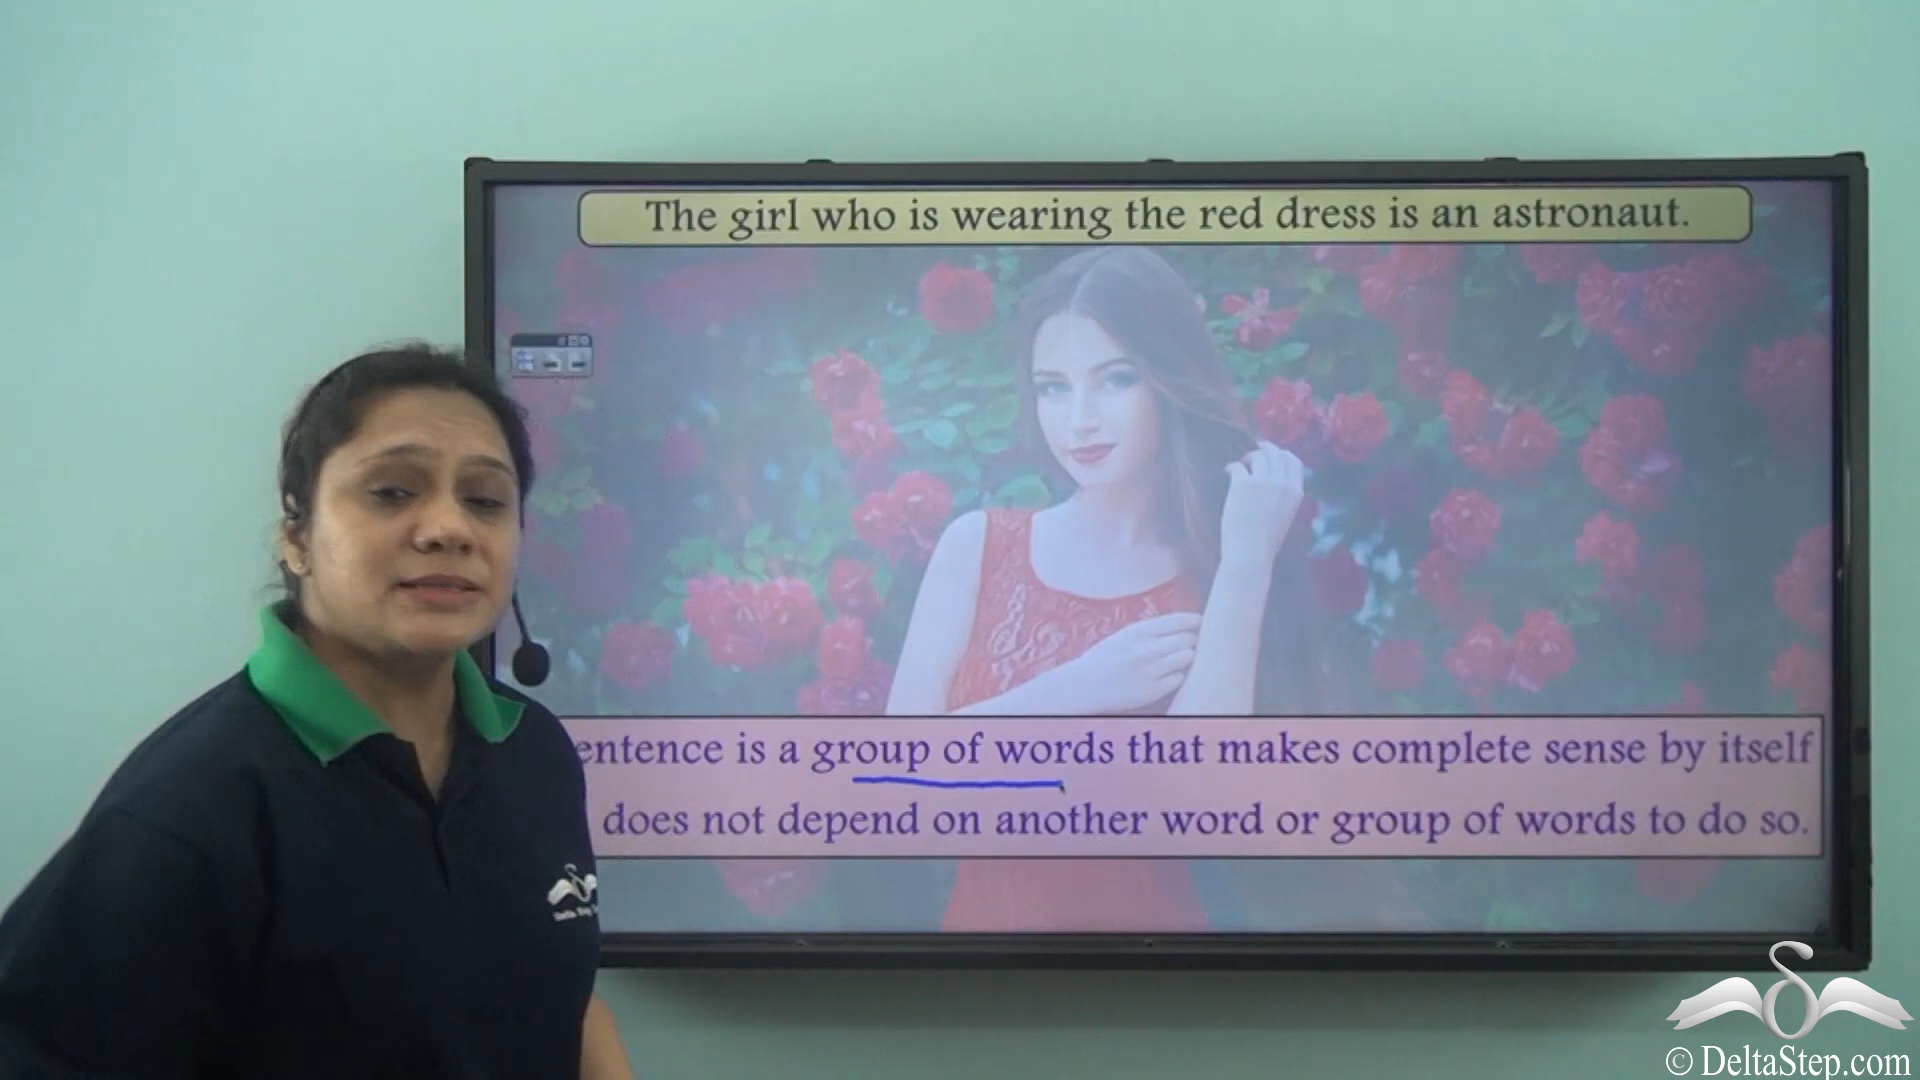 The girl who is wearing the red dress is an astronaut.
entence is a group of words that makes complete sense by itself
does not depend on another word or group of words to do so.
© DeltaStep.com